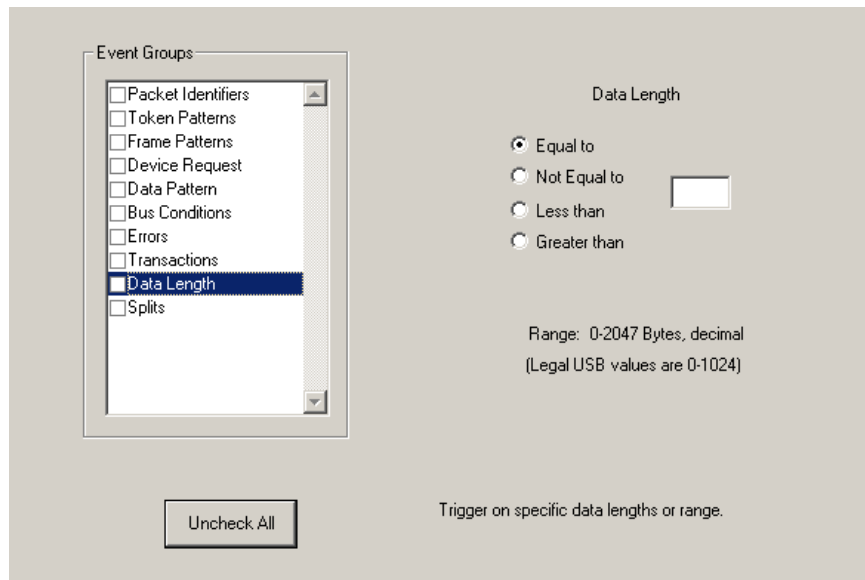 Event Groups
Packet Identifiers
Token Patterns
Frame Patterns
Device Request
Data Pattern
Bus Conditions
Errors
Transactions
Data Length
Splits
Uncheck All
Data Length
Equal to
Not Equal to
Less than
Greater than
Range: 0-2047 Bytes, decimal
(Legal USB values are 0-1024)
Trigger on specific data lengths or range.